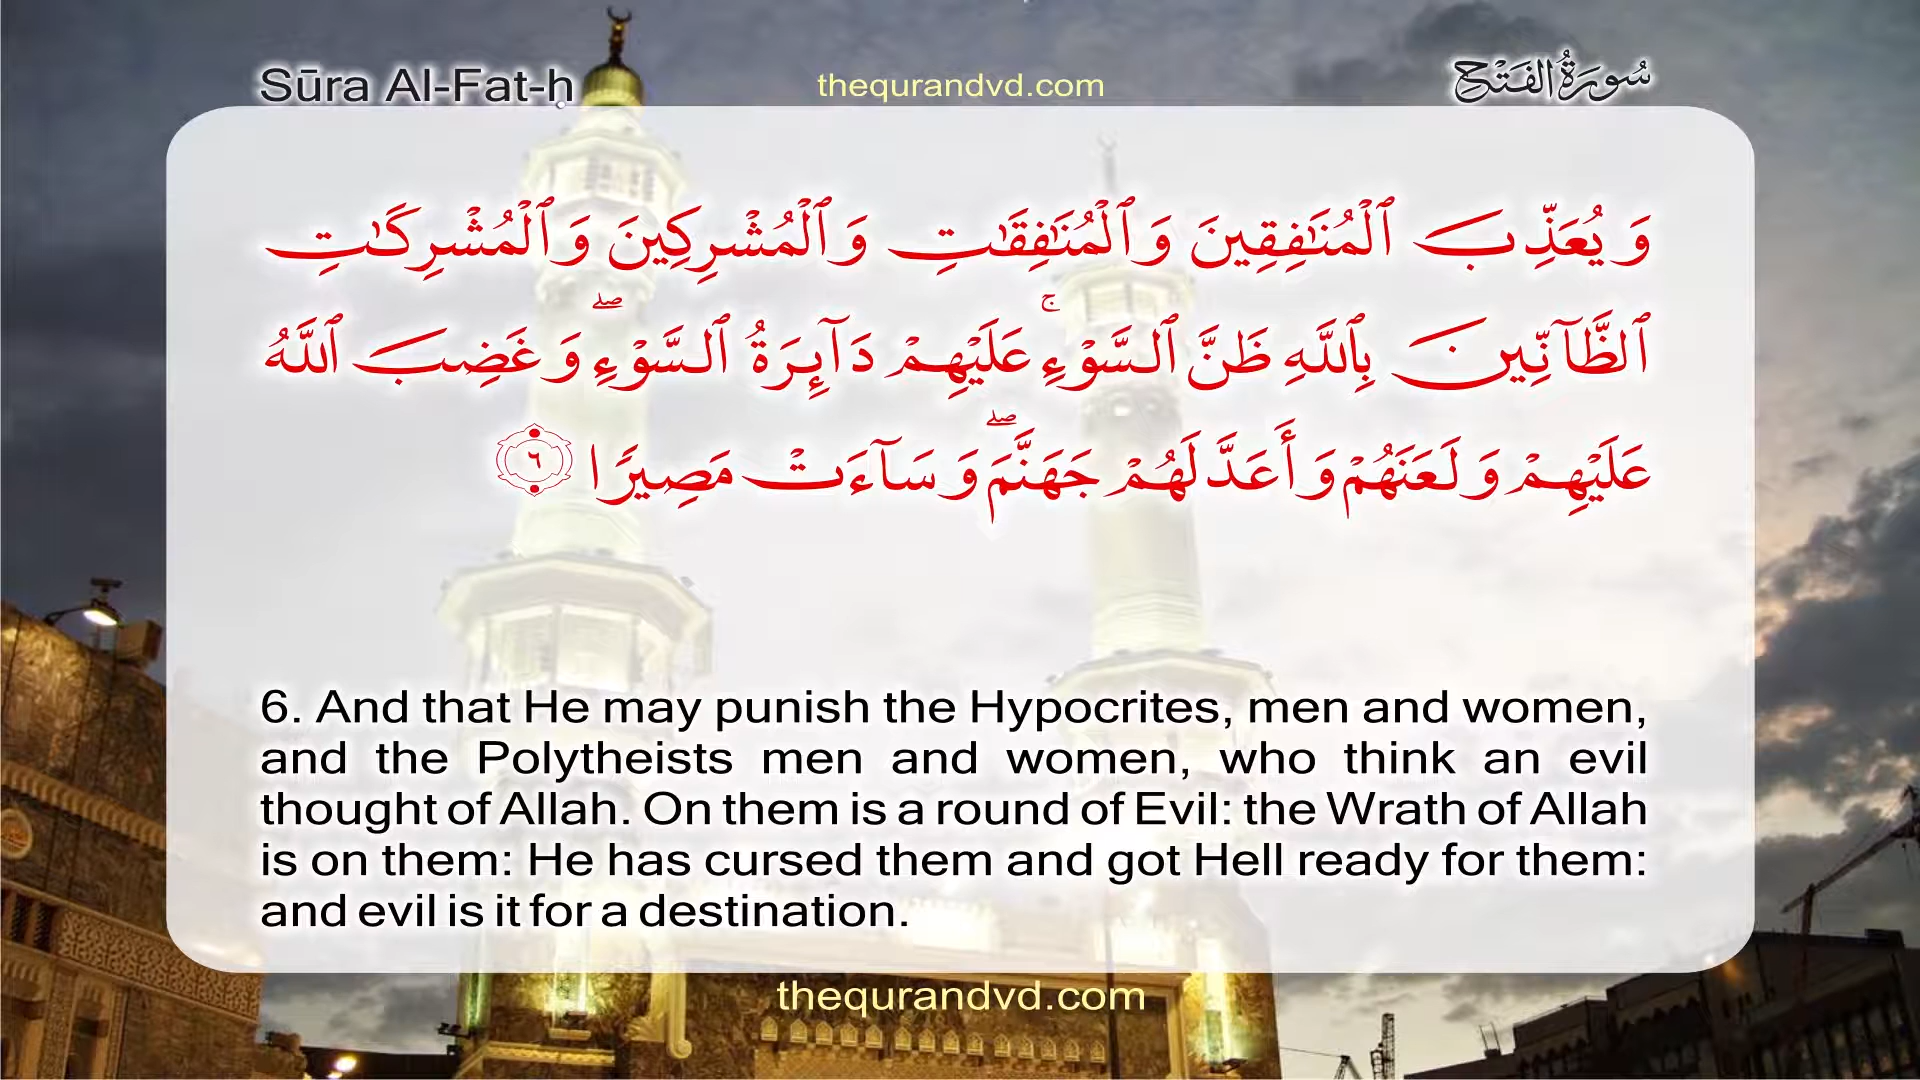 Sūra Al-Fat-ḥ
thequrandvd.com
سُورَةُ الفَتْح
وَيُعَذِّبَ ٱلْمُنَٰفِقِينَ وَٱلْمُنَٰفِقَٰتِ وَٱلْمُشْرِكِينَ وَٱلْمُشْرِكَٰتِ
ٱلظَّآنِّينَ بِٱللَّهِ ظَنَّ ٱلسَّوْءِ ۚ عَلَيْهِمْ دَآئِرَةُ ٱلسَّوْءِ ۖ وَغَضِبَ ٱللَّهُ
عَلَيْهِمْ وَلَعَنَهُمْ وَأَعَدَّ لَهُمْ جَهَنَّمَ ۖ وَسَآءَتْ مَصِيرًا ٦
6. And that He may punish the Hypocrites, men and women,
and the Polytheists men and women, who think an evil
thought of Allah. On them is a round of Evil: the Wrath of Allah
is on them: He has cursed them and got Hell ready for them:
and evil is it for a destination.
thequrandvd.com